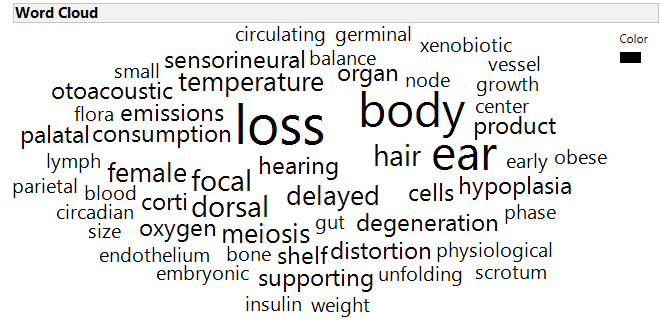 Word Cloud
circulating germinal
Color
xenobiotic
sensorineural balance
small
temperature organ node
vessel
growth
otoacoustic
flora emissions
loss body
center
product
palatal consumption
hair ear early obese
lymph
female focal hearing
parietal
blood
delayed cells hypoplasia
circadian corti dorsal
phase
size oxygen meiosis gut degeneration
endothelium bone shelf distortion physiological
embryonic supporting unfolding scrotum
insulin weight